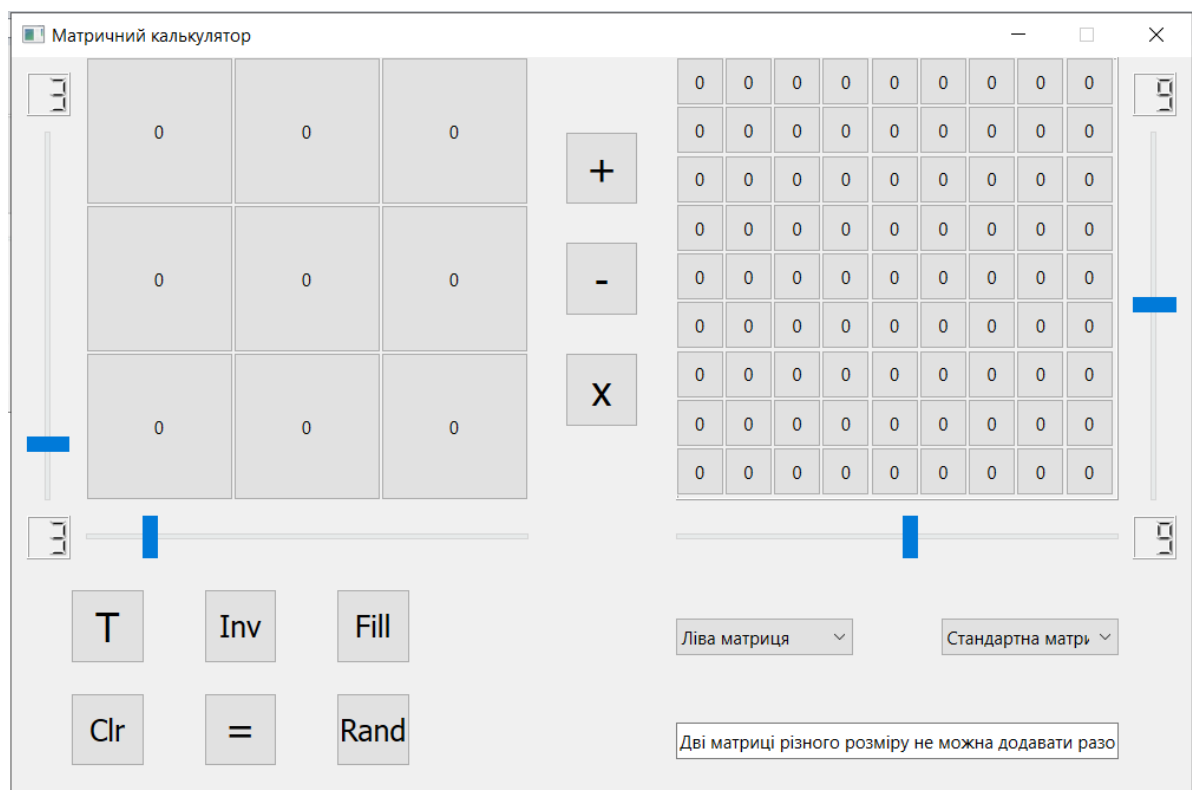 Матричний калькулятор
3
0 0 0
0 0 0
0 0 0
3
+
-
x
0 0 0 0 0 0 0 0 0
0 0 0 0 0 0 0 0 0
0 0 0 0 0 0 0 0 0
0 0 0 0 0 0 0 0 0
0 0 0 0 0 0 0 0 0
0 0 0 0 0 0 0 0 0
0 0 0 0 0 0 0 0 0
0 0 0 0 0 0 0 0 0
0 0 0 0 0 0 0 0 0
9
9
T Inv Fill
Clr = Rand
Ліва матриця
Стандартна матри
Дві матриці різного розміру не можна додавати разо